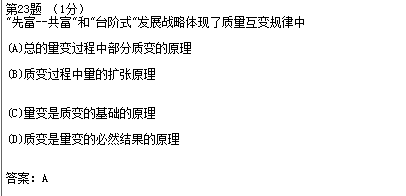 第23题 （1分）
"先富--共富"和"台阶式"发展战略体现了质量互变规律中
(A)总的量变过程中部分质变的原理
(B)质变过程中量的扩张原理
(C)量变是质变的基础的原理
(D)质变是量变的必然结果的原理
答案：A